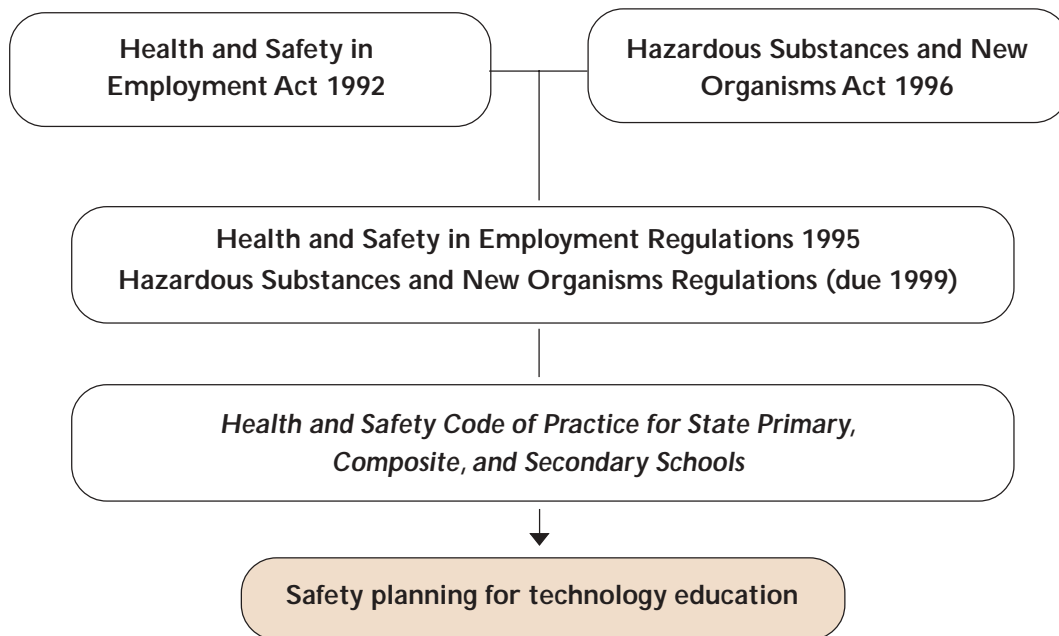 Health and Safety in
Employment Act 1992
Hazardous Substances and New
Organisms Act 1996
Health and Safety in Employment Regulations 1995
Hazardous Substances and New Organisms Regulations (due 1999)
Health and Safety Code of Practice for State Primary,
Composite, and Secondary Schools
Safety planning for technology education